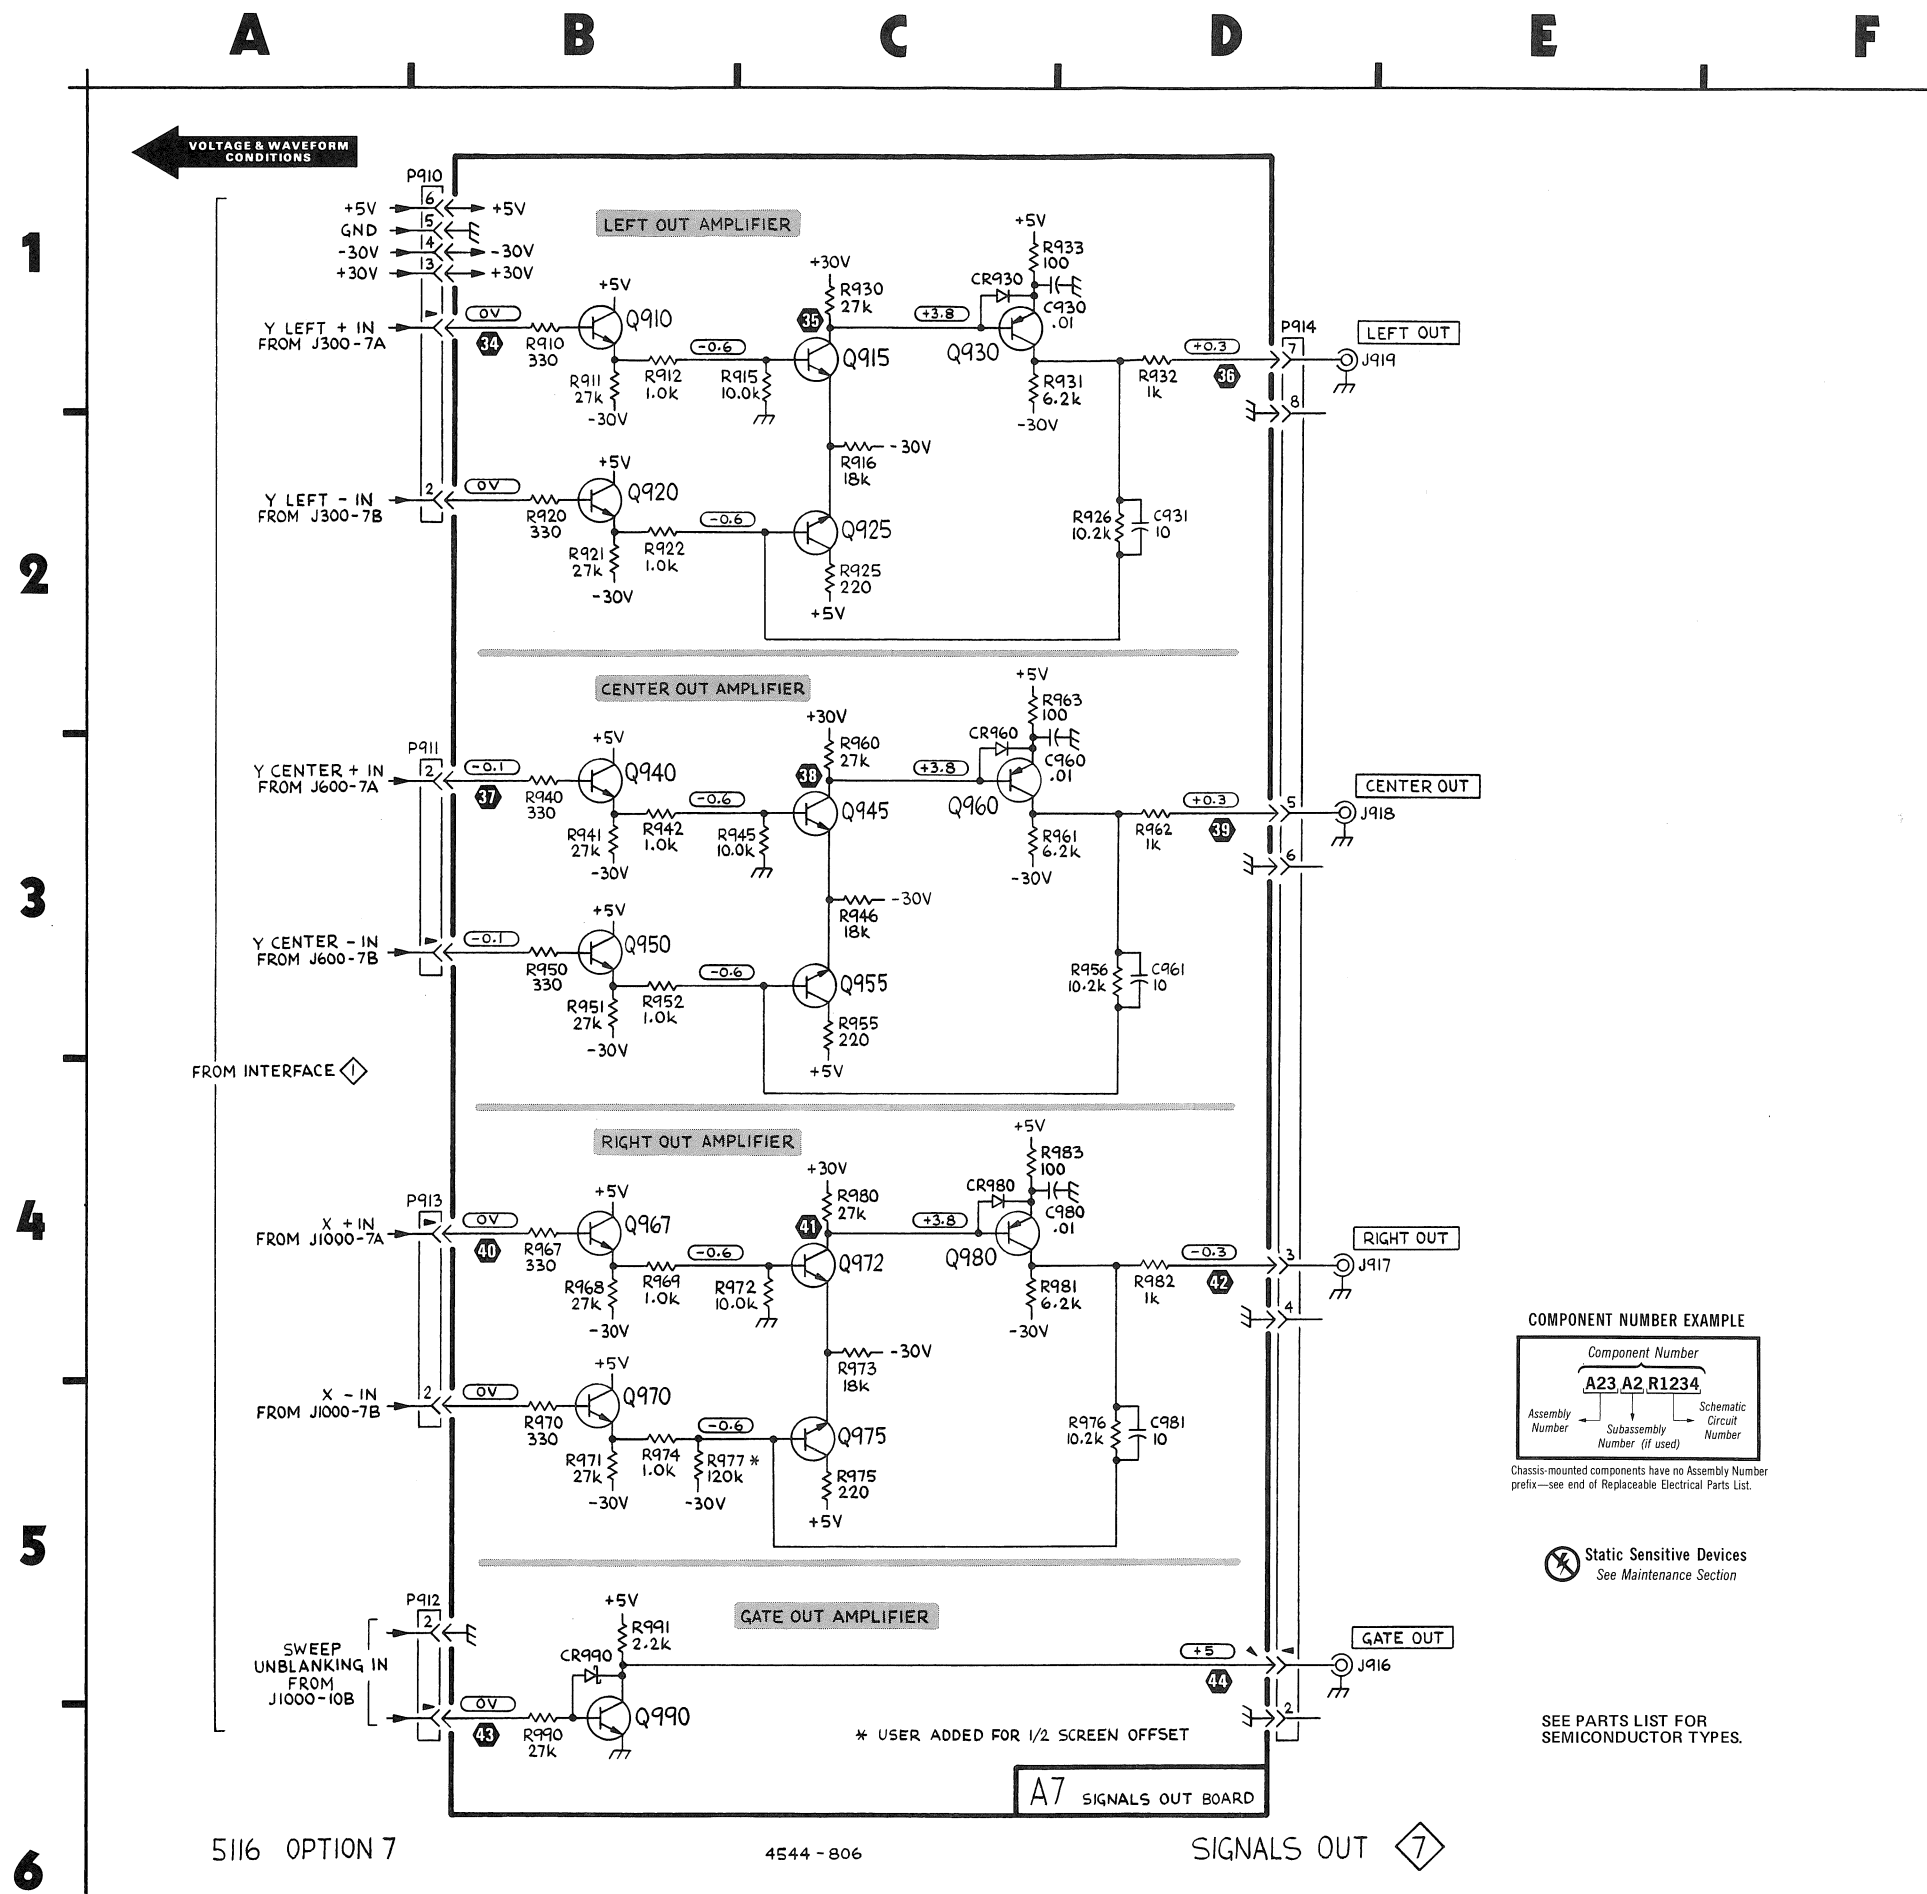 A B C D E F
1
2
3
4
5
6
VOLTAGE & WAVEFORM
CONDITIONS
FROM INTERFACE 1
P910
6
+5V +5V
5
GND
4
-30V -30V
3
+30V +30V
LEFT OUT AMPLIFIER
Y LEFT + IN
FROM J300-7A
0V
34
R910
330
+5V
Q910
R911
27k
-30V
R912
1.0k
-0.6
R915
10.0k
+30V
R930
27k
35
Q915
+3.8
CR930
+5V
R933
100
C930
.01
Q930
R931
6.2k
-30V
R932
1k
+0.3
36
P914
7
LEFT OUT
J919
8
R916
18k
-30V
Y LEFT - IN
FROM J300-7B
2
0V
R920
330
+5V
Q920
R921
27k
-30V
R922
1.0k
-0.6
Q925
R925
220
+5V
R926
10.2k
C931
10
CENTER OUT AMPLIFIER
P911
2
Y CENTER + IN
FROM J600-7A
-0.1
37
R940
330
+5V
Q940
R941
27k
-30V
R942
1.0k
-0.6
R945
10.0k
+30V
R960
27k
38
Q945
+3.8
CR960
+5V
R963
100
C960
.01
Q960
R961
6.2k
-30V
R962
1k
+0.3
39
5
CENTER OUT
J918
6
R946
18k
-30V
Y CENTER - IN
FROM J600-7B
-0.1
R950
330
+5V
Q950
R951
27k
-30V
R952
1.0k
-0.6
Q955
R955
220
+5V
R956
10.2k
C961
10
RIGHT OUT AMPLIFIER
P913
X + IN
FROM J1000-7A
0V
40
R967
330
+5V
Q967
R968
27k
-30V
R969
1.0k
-0.6
R972
10.0k
+30V
R980
27k
41
Q972
+3.8
CR980
+5V
R983
100
C980
.01
Q980
R981
6.2k
-30V
R982
1k
-0.3
42
3
RIGHT OUT
J917
4
R973
18k
-30V
X - IN
FROM J1000-7B
2
0V
R970
330
+5V
Q970
R971
27k
-30V
R974
1.0k
-0.6
R977 *
120k
-30V
Q975
R975
220
+5V
R976
10.2k
C981
10
GATE OUT AMPLIFIER
P912
2
SWEEP
UNBLANKING IN
FROM
J1000-10B
0V
43
R990
27k
CR990
+5V
R991
2.2k
Q990
+5
44
GATE OUT
J916
2
* USER ADDED FOR 1/2 SCREEN OFFSET
A7 SIGNALS OUT BOARD
COMPONENT NUMBER EXAMPLE
Component Number
A23 A2 R1234
Assembly
Number
Subassembly
Number (if used)
Schematic
Circuit
Number
Chassis-mounted components have no Assembly Number
prefix—see end of Replaceable Electrical Parts List.
Static Sensitive Devices
See Maintenance Section
SEE PARTS LIST FOR
SEMICONDUCTOR TYPES.
5116 OPTION 7
4544-806
SIGNALS OUT 7